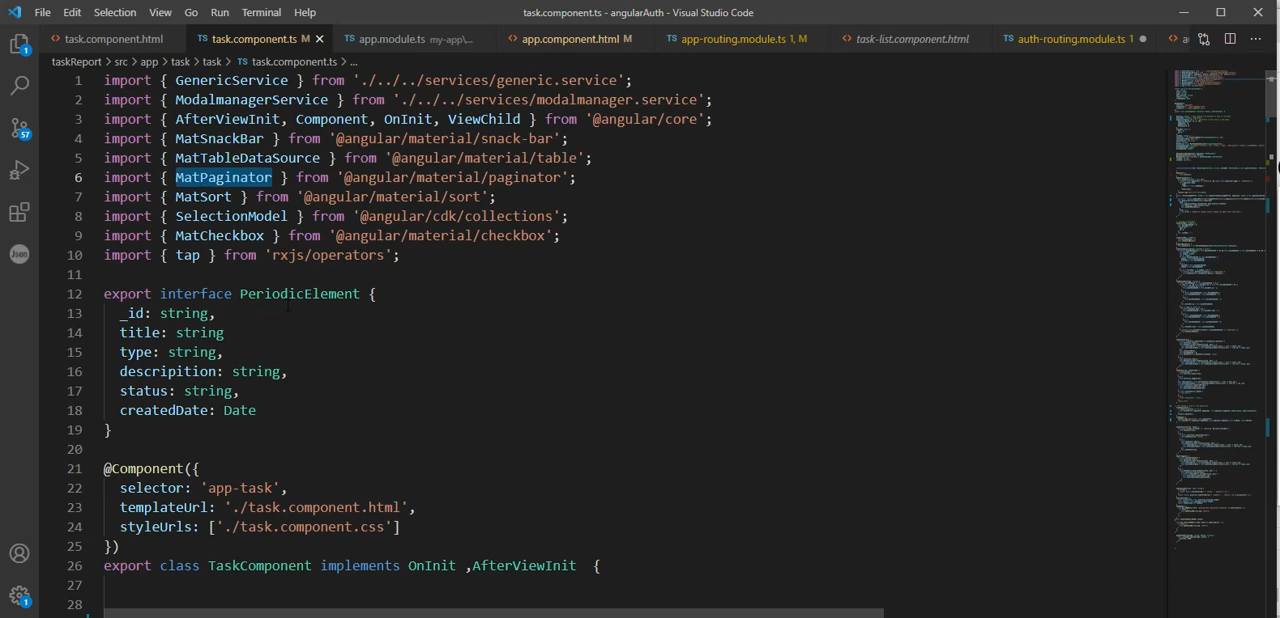 File Edit Selection View Go Run Terminal Help task.component.ts - angularAuth - Visual Studio Code
task.component.html TS task.component.ts M TS app.module.ts my-app\... app.component.html M TS app-routing.module.ts 1, M task-list.component.html TS auth-routing.module.ts 1
taskReport > src > app > task > task > TS task.component.ts > ...
1 import { GenericService } from './../../services/generic.service';
2 import { ModalmanagerService } from './../../services/modalmanager.service';
3 import { AfterViewInit, Component, OnInit, ViewChild } from '@angular/core';
4 import { MatSnackBar } from '@angular/material/snack-bar';
5 import { MatTableDataSource } from '@angular/material/table';
6 import { MatPaginator } from '@angular/material/paginator';
7 import { MatSort } from '@angular/material/sort';
8 import { SelectionModel } from '@angular/cdk/collections';
9 import { MatCheckbox } from '@angular/material/checkbox';
10 import { tap } from 'rxjs/operators';
11
12 export interface PeriodicElement {
13 _id: string,
14 title: string
15 type: string,
16 descripition: string,
17 status: string,
18 createdDate: Date
19 }
20
21 @Component({
22 selector: 'app-task',
23 templateUrl: './task.component.html',
24 styleUrls: ['./task.component.css']
25 })
26 export class TaskComponent implements OnInit ,AfterViewInit {
27
28
1
57
Json
1